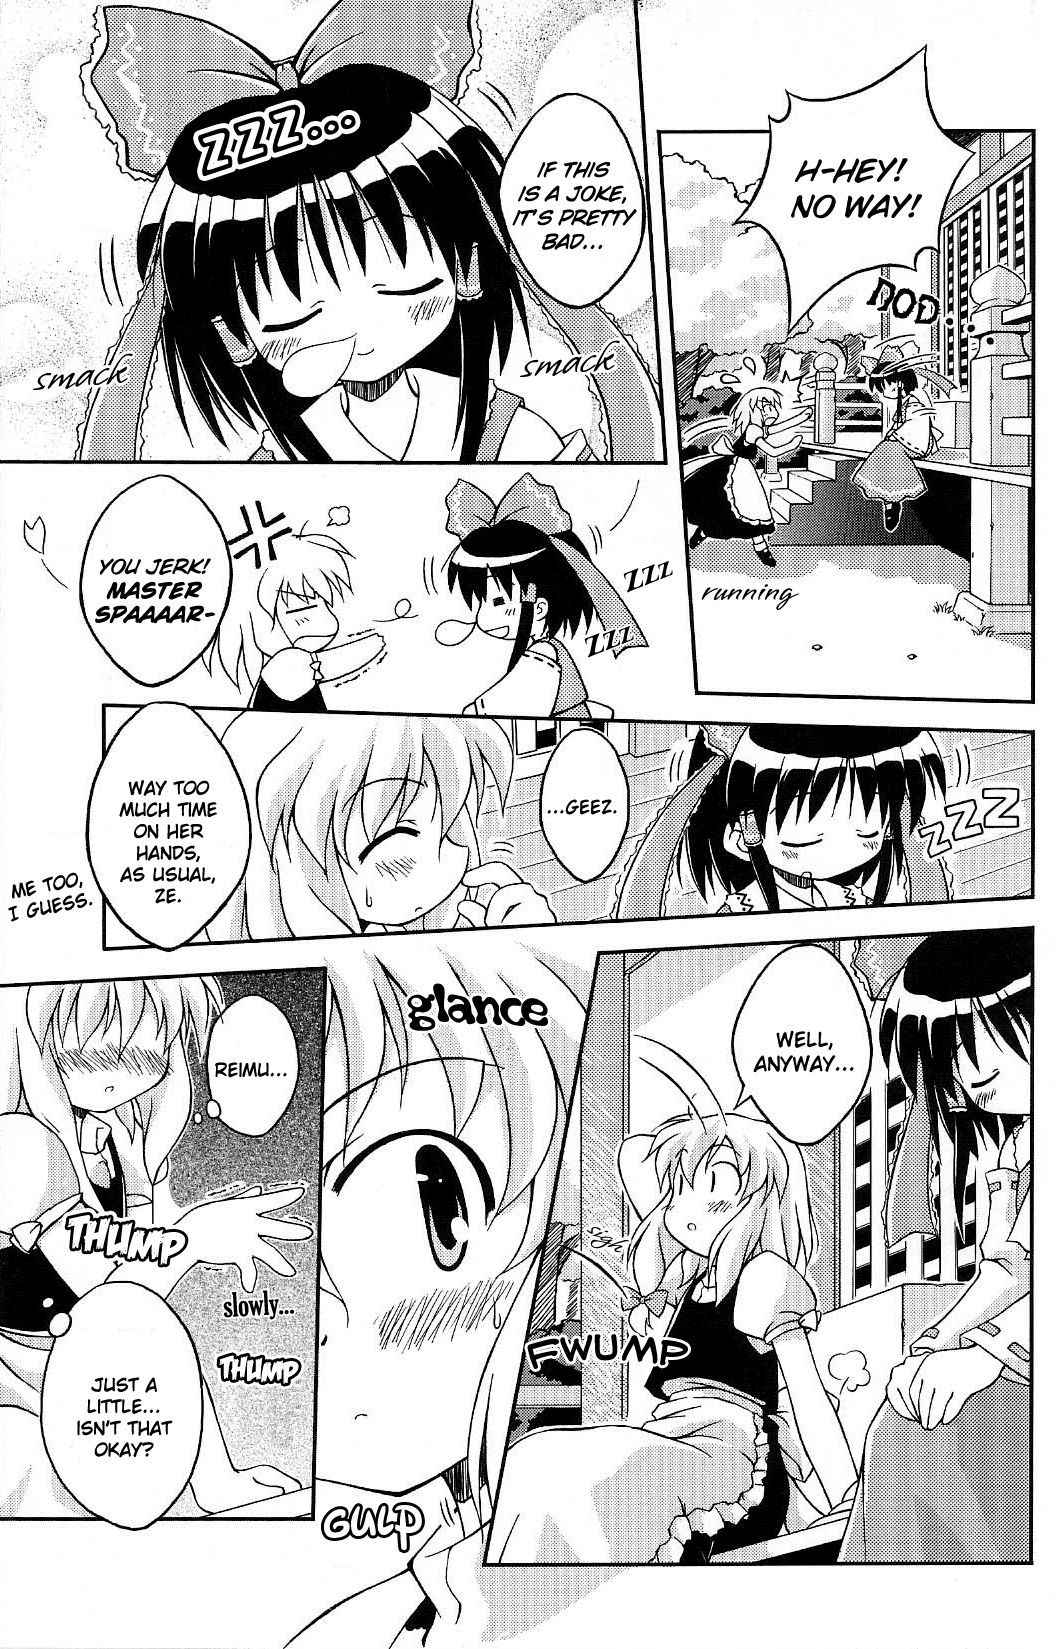 H-HEY!
NO WAY!
NOD...
running
IF THIS
IS A JOKE,
IT'S PRETTY
BAD...
ZZZ...
smack
smack
ZZZ
ZZZ
YOU JERK!
MASTER
SPAAAAR-
ZZZ
...GEEZ.
WAY TOO
MUCH TIME
ON HER
HANDS,
AS USUAL,
ZE.
ME TOO,
I GUESS.
WELL,
ANYWAY...
sigh
FWUMP
glance
GULP
REIMU...
THUMP
slowly...
THUMP
JUST A
LITTLE...
ISN'T THAT
OKAY?